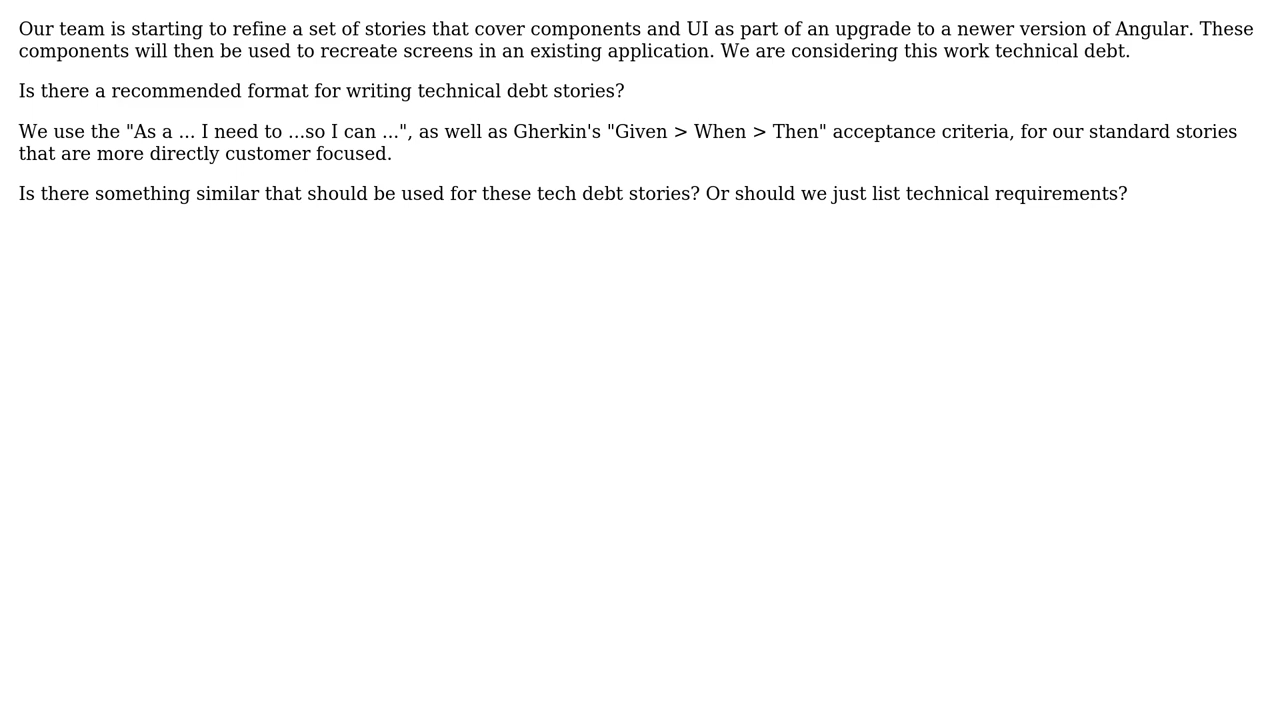 Our team is starting to refine a set of stories that cover components and UI as part of an upgrade to a newer version of Angular. These
components will then be used to recreate screens in an existing application. We are considering this work technical debt.
Is there a recommended format for writing technical debt stories?
We use the "As a ... I need to ...so I can ...", as well as Gherkin's "Given > When > Then" acceptance criteria, for our standard stories
that are more directly customer focused.
Is there something similar that should be used for these tech debt stories? Or should we just list technical requirements?